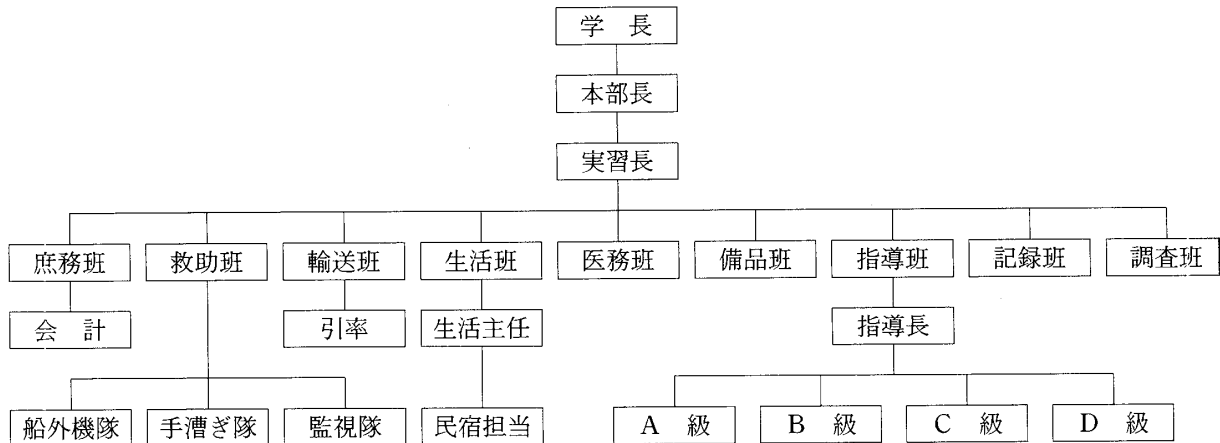 学　長
本部長
実習長
庶務班　救助班　輸送班　生活班　医務班　備品班　指導班　記録班　調査班
会　計　引率　生活主任　指導長
船外機隊　手漕ぎ隊　監視隊　民宿担当　A　級　B　級　C　級　D　級